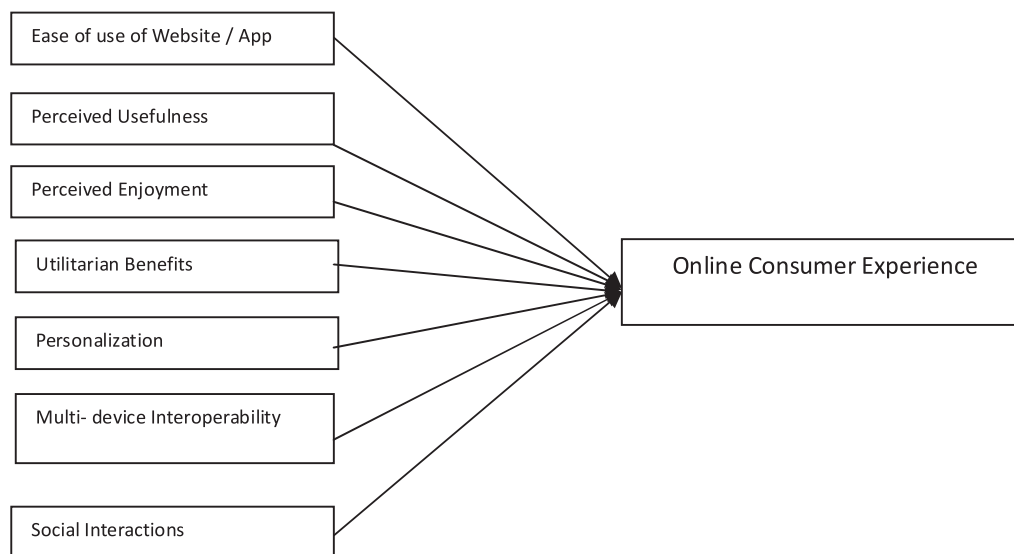 Ease of use of Website / App
Perceived Usefulness
Perceived Enjoyment
Utilitarian Benefits
Personalization
Multi- device Interoperability
Social Interactions
Online Consumer Experience